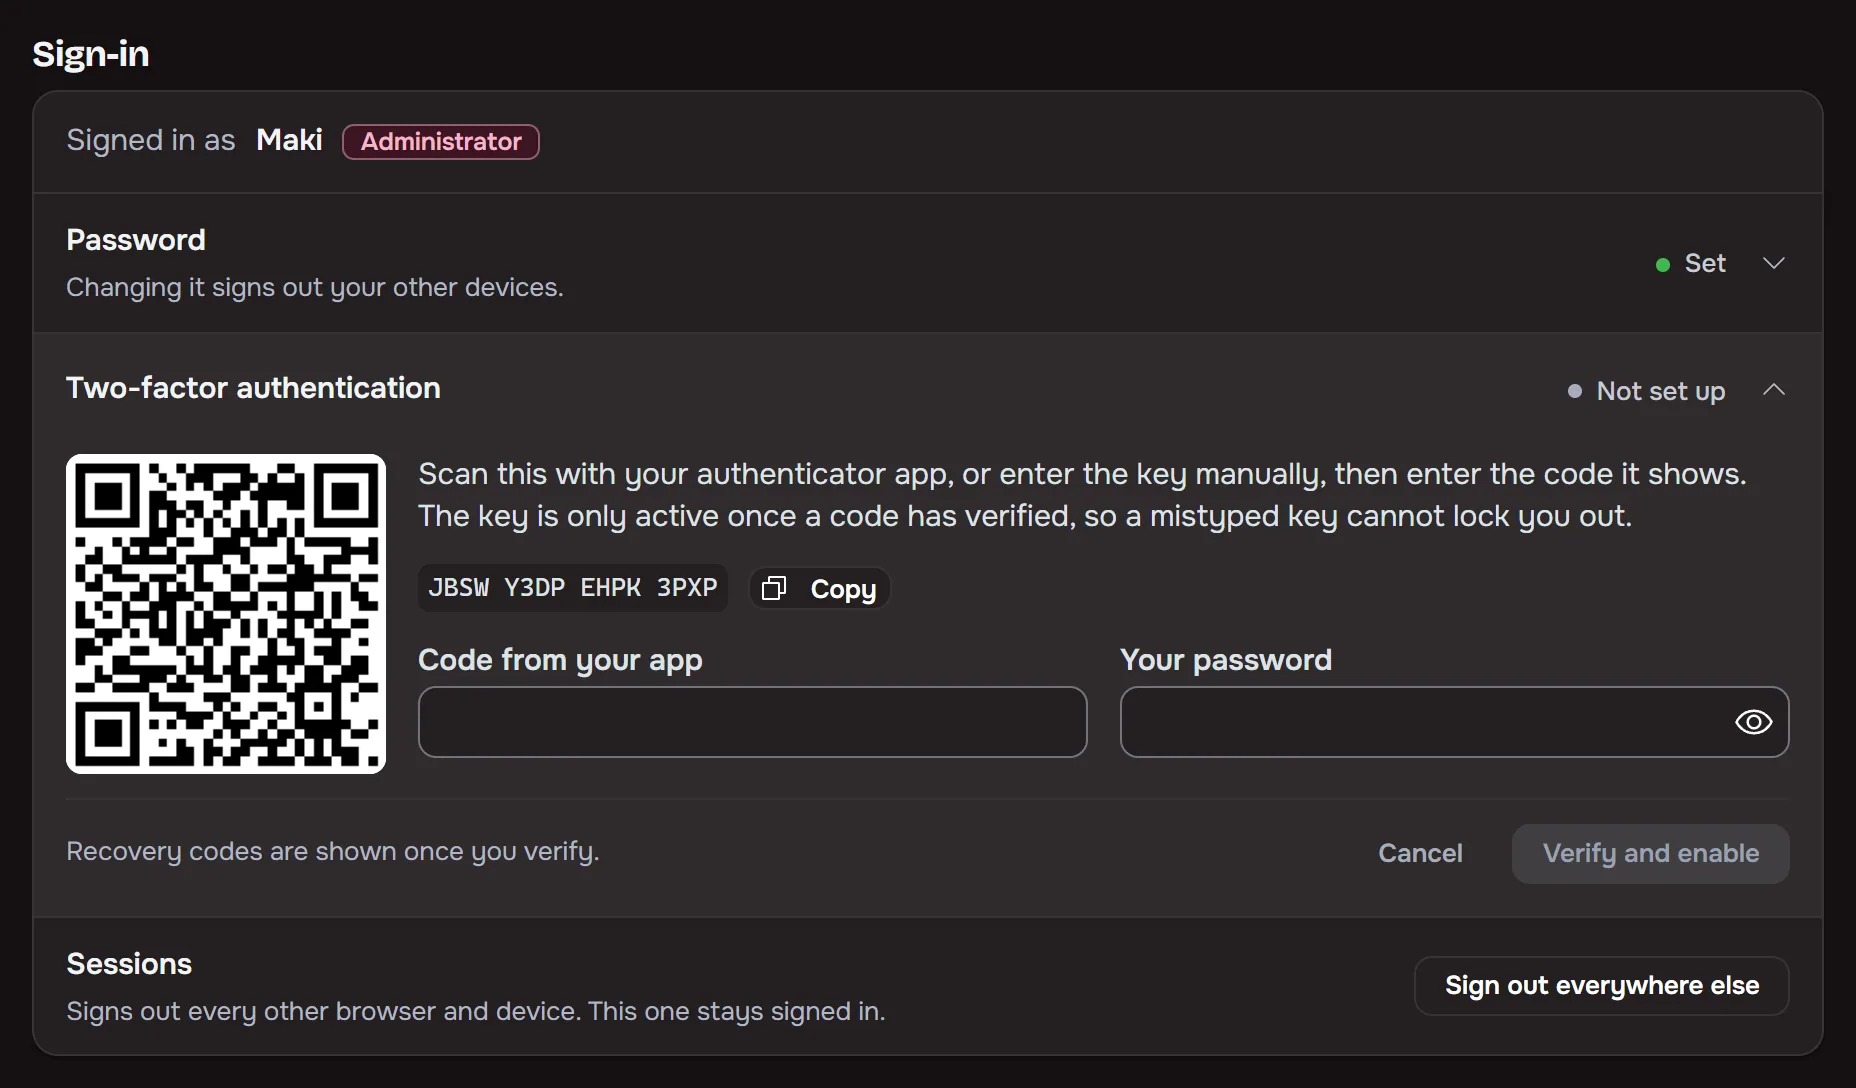 Sign-in
Signed in as Maki Administrator
Password
Changing it signs out your other devices.
Set
Two-factor authentication
Not set up
Scan this with your authenticator app, or enter the key manually, then enter the code it shows.
The key is only active once a code has verified, so a mistyped key cannot lock you out.
JBSW Y3DP EHPK 3PXP
Copy
Code from your app
Your password
Recovery codes are shown once you verify.
Cancel
Verify and enable
Sessions
Signs out every other browser and device. This one stays signed in.
Sign out everywhere else